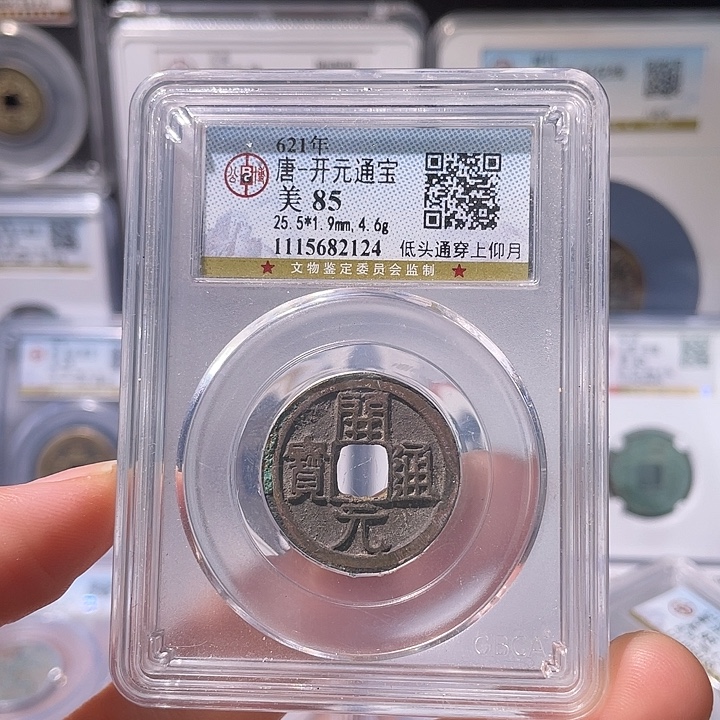 621年
唐-开元通宝
美 85
25.5*1.9mm, 4.6g
1115682124 低头通穿上仰月
★ 文物鉴定委员会监制 ★
開
寶 通
元
GBCA